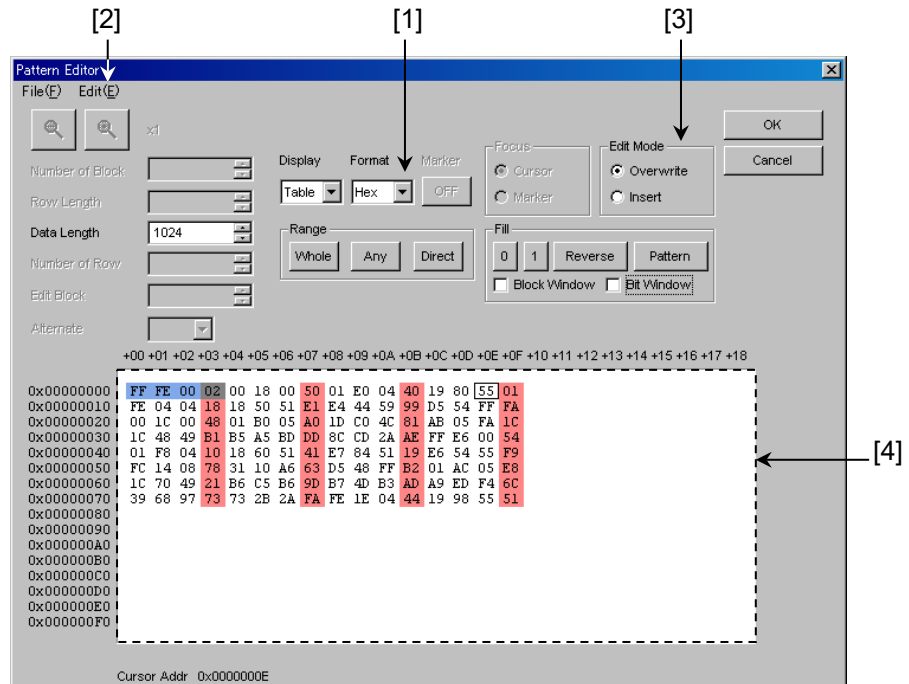 [2] [1] [3]
Pattern Editor
File(F) Edit(E)
x1
OK
Cancel
Number of Block
Row Length
Data Length 1024
Number of Row
Edit Block
Alternate
Display Format Marker
Table Hex OFF
Focus
Cursor
Marker
Edit Mode
Overwrite
Insert
Range
Whole Any Direct
Fill
0 1 Reverse Pattern
Block Window Bit Window
+00 +01 +02 +03 +04 +05 +06 +07 +08 +09 +0A +0B +0C +0D +0E +0F +10 +11 +12 +13 +14 +15 +16 +17 +18
0x00000000 FF FE 00 02 00 18 00 50 01 E0 04 40 19 80 55 01
0x00000010 FE 04 04 18 18 50 51 E1 E4 44 59 99 D5 54 FF FA
0x00000020 00 1C 00 48 01 B0 05 A0 1D C0 4C 81 AB 05 FA 1C
0x00000030 1C 48 49 B1 B5 A5 BD DD 8C CD 2A AE FF E6 00 54
0x00000040 01 F8 04 10 18 60 51 41 E7 84 51 19 E6 54 55 F9
0x00000050 FC 14 08 78 31 10 A6 63 D5 48 FF B2 01 AC 05 E8
0x00000060 1C 70 49 21 B6 C5 B6 9D B7 4D B3 AD A9 ED F4 6C
0x00000070 39 68 97 73 73 2B 2A FA FE 1E 04 44 19 98 55 51
0x00000080
0x00000090
0x000000A0
0x000000B0
0x000000C0
0x000000D0
0x000000E0
0x000000F0
[4]
Cursor Addr 0x0000000E